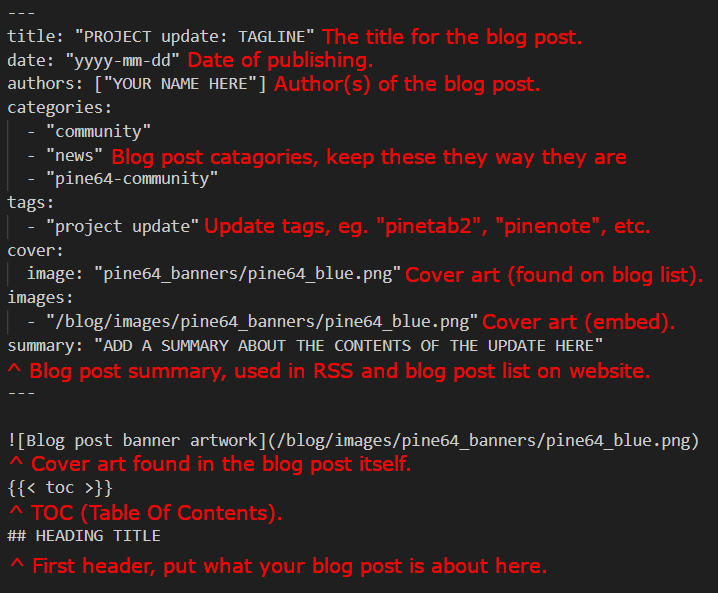 ---
title: "PROJECT update: TAGLINE" The title for the blog post.
date: "yyyy-mm-dd" Date of publishing.
authors: ["YOUR NAME HERE"] Author(s) of the blog post.
categories:
- "community"
- "news" Blog post catagories, keep these they way they are
- "pine64-community"
tags:
- "project update" Update tags, eg. "pinetab2", "pinenote", etc.
cover:
image: "pine64_banners/pine64_blue.png" Cover art (found on blog list).
images:
- "/blog/images/pine64_banners/pine64_blue.png" Cover art (embed).
summary: "ADD A SUMMARY ABOUT THE CONTENTS OF THE UPDATE HERE"
^ Blog post summary, used in RSS and blog post list on website.
---
![Blog post banner artwork](/blog/images/pine64_banners/pine64_blue.png)
^ Cover art found in the blog post itself.
{{< toc >}}
^ TOC (Table Of Contents).
## HEADING TITLE
^ First header, put what your blog post is about here.